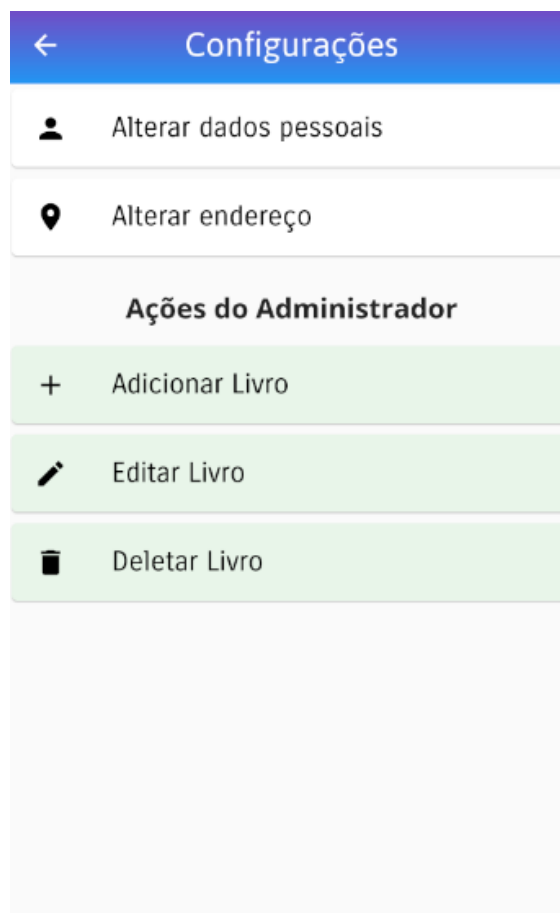 Configurações
Alterar dados pessoais
Alterar endereço
Ações do Administrador
Adicionar Livro
Editar Livro
Deletar Livro